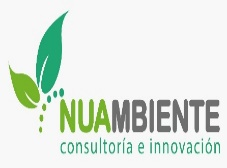 NUAMBIENTE
consultoría e innovación